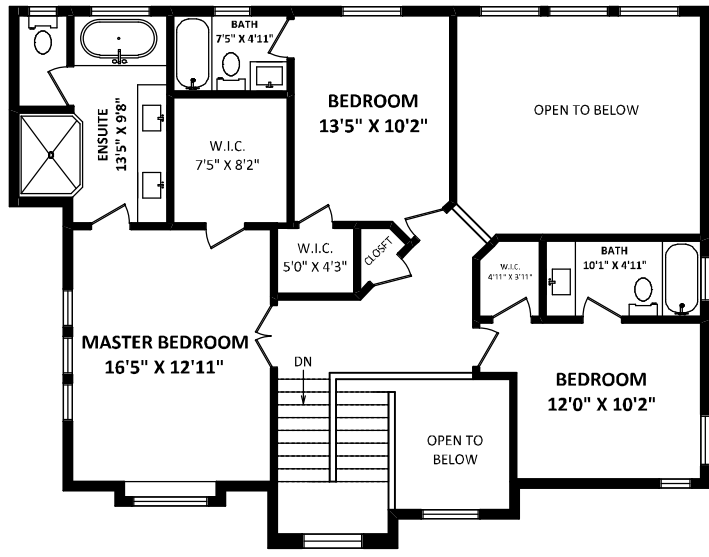 BATH
7'5" X 4'11"
BEDROOM
13'5" X 10'2"
OPEN TO BELOW
ENSUITE
13'5" X 9'8"
W.I.C.
7'5" X 8'2"
W.I.C.
5'0" X 4'3"
CLOSET
W.I.C.
4'11" X 3'11"
BATH
10'1" X 4'11"
MASTER BEDROOM
16'5" X 12'11"
DN
BEDROOM
12'0" X 10'2"
OPEN TO
BELOW